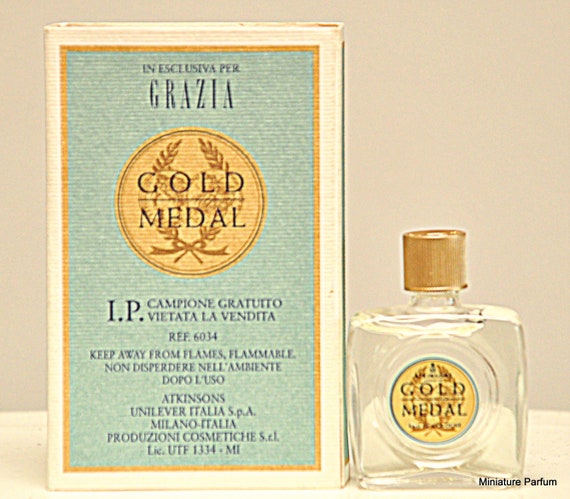 IN ESCLUSIVA PER
GRAZIA
GOLD
MEDAL
I.P. CAMPIONE GRATUITO
VIETATA LA VENDITA
REF. 6034
KEEP AWAY FROM FLAMES, FLAMMABLE.
NON DISPERDERE NELL'AMBIENTE
DOPO L'USO
ATKINSONS
UNILEVER ITALIA S.p.A.
MILANO-ITALIA
PRODUZIONI COSMETICHE S.r.l.
Lic. UTF 1334 - MI
GOLD
MEDAL
Miniature Parfum